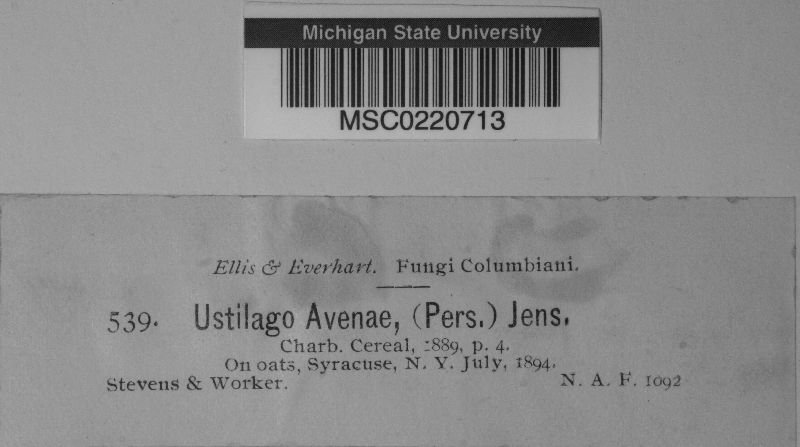 Michigan State University
MSC0220713
Ellis & Everhart. Fungi Columbiani.
539. Ustilago Avenae, (Pers.) Jens.
Charb. Cereal, 1889, p. 4.
On oats, Syracuse, N. Y. July, 1894.
Stevens & Worker. N. A. F. 1092